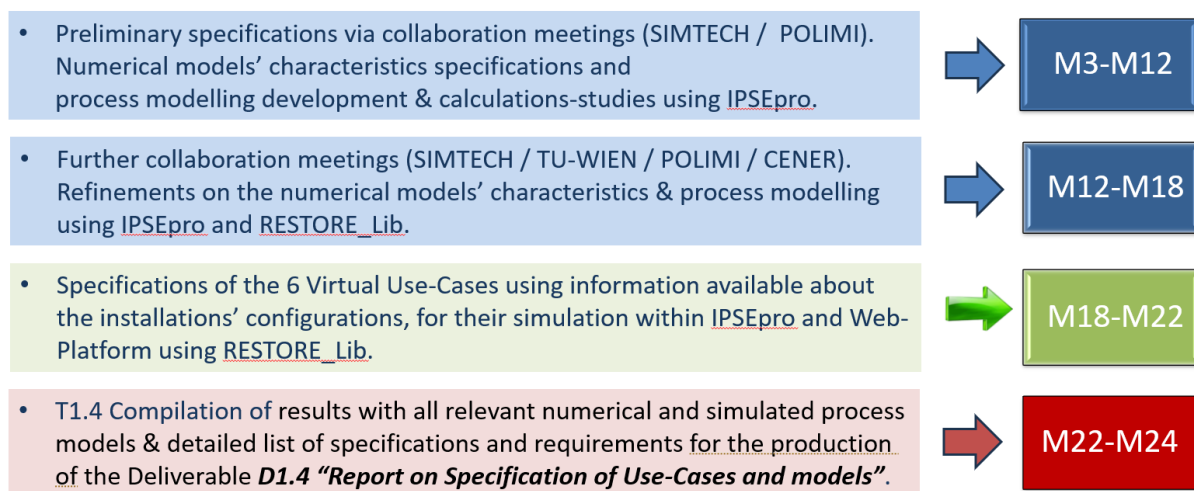 • Preliminary specifications via collaboration meetings (SIMTECH / POLIMI).
Numerical models’ characteristics specifications and
process modelling development & calculations-studies using IPSEpro.
M3-M12
• Further collaboration meetings (SIMTECH / TU-WIEN / POLIMI / CENER).
Refinements on the numerical models’ characteristics & process modelling
using IPSEpro and RESTORE_Lib.
M12-M18
• Specifications of the 6 Virtual Use-Cases using information available about
the installations’ configurations, for their simulation within IPSEpro and Web-
Platform using RESTORE_Lib.
M18-M22
• T1.4 Compilation of results with all relevant numerical and simulated process
models & detailed list of specifications and requirements for the production
of the Deliverable D1.4 “Report on Specification of Use-Cases and models”.
M22-M24